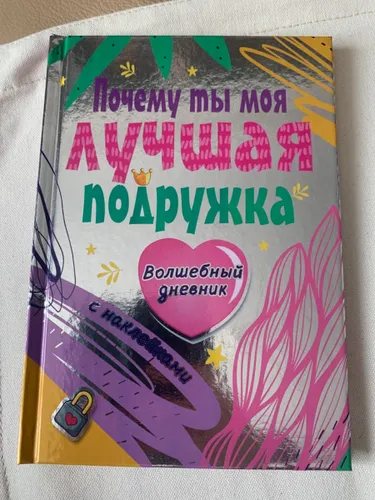 Почему ты моя
лучшая
подружка
Волшебный
дневник
с наклейками